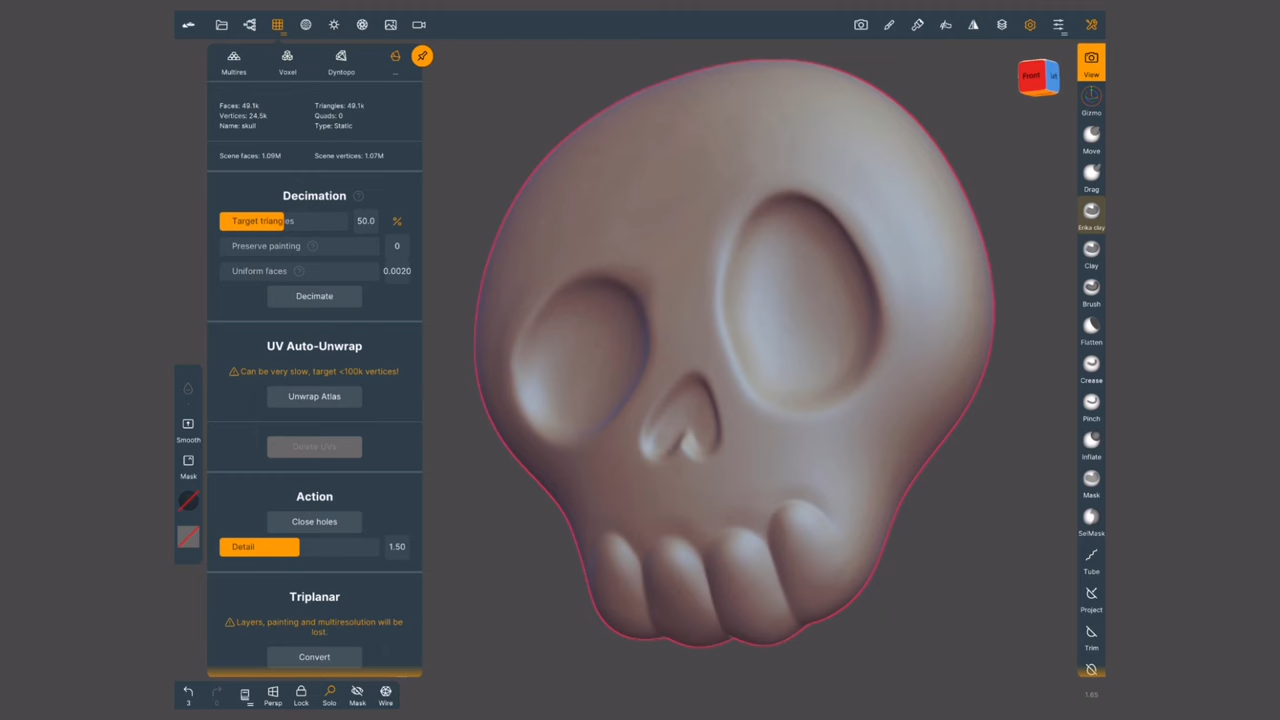 Multires Voxel Dyntopo ...
Faces: 49.1k Triangles: 49.1k
Vertices: 24.5k Quads: 0
Name: skull Type: Static
Scene faces: 1.09M Scene vertices: 1.07M
Decimation ?
Target triangles 50.0 %
Preserve painting ? 0
Uniform faces ? 0.0020
Decimate
UV Auto-Unwrap
Can be very slow, target <100k vertices!
Unwrap Atlas
Delete UVs
Action
Close holes
Detail 1.50
Triplanar
Layers, painting and multiresolution will be
lost.
Convert
Smooth
Mask
3 0 Persp Lock Solo Mask Wire
Front
View
Gizmo
Move
Drag
Erika clay
Clay
Brush
Flatten
Crease
Pinch
Inflate
Mask
SelMask
Tube
Project
Trim
1.65